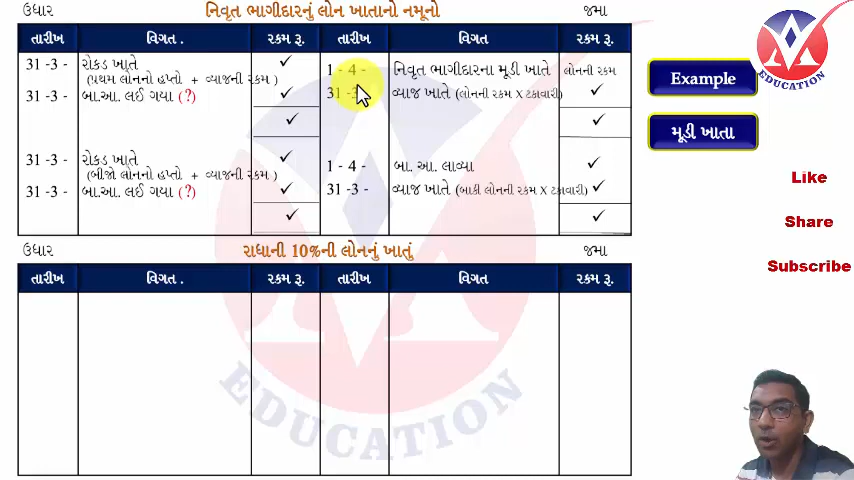 ઉધાર નિવૃત ભાગીદારનું લોન ખાતાનો નમૂનો જમા
તારીખ વિગત . રકમ રૂ. તારીખ વિગત રકમ રૂ.
31 -3 - રોકડ ખાતે ✓ 1 - 4 - નિવૃત ભાગીદારના મૂડી ખાતે લોનની રકમ
(પ્રથમ લોનનો હપ્તો + વ્યાજની રકમ )
31 -3 - બા.આ. લઈ ગયા (?) ✓ 31 -3 વ્યાજ ખાતે (લોનની રકમ X ટકાવારી) ✓
✓ ✓
31 -3 - રોકડ ખાતે ✓ 1 - 4 - બા. આ. લાવ્યા ✓
(બીજો લોનનો હપ્તો + વ્યાજની રકમ )
31 -3 - બા.આ. લઈ ગયા (?) ✓ 31 -3 - વ્યાજ ખાતે (બાકી લોનની રકમ X ટકાવારી) ✓
✓ ✓
ઉધાર રાધાની 10%ની લોનનું ખાતું જમા
તારીખ વિગત . રકમ રૂ. તારીખ વિગત રકમ રૂ.
EDUCATION
EDUCATION
Example
મૂડી ખાતા
Like
Share
Subscribe